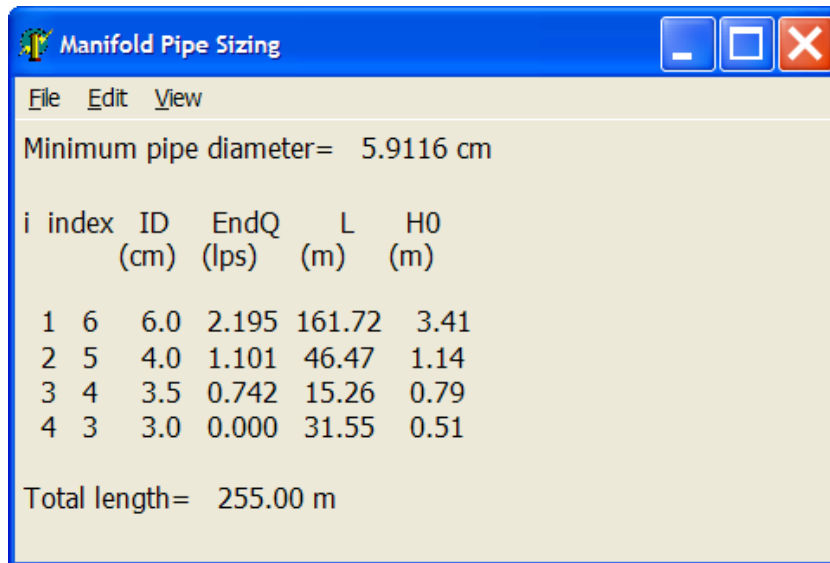 Manifold Pipe Sizing
File Edit View
Minimum pipe diameter= 5.9116 cm
i index ID EndQ L H0
(cm) (lps) (m) (m)
1 6 6.0 2.195 161.72 3.41
2 5 4.0 1.101 46.47 1.14
3 4 3.5 0.742 15.26 0.79
4 3 3.0 0.000 31.55 0.51
Total length= 255.00 m